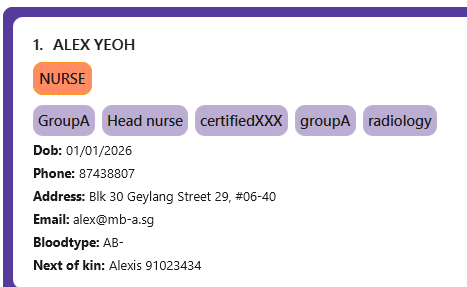 1. ALEX YEOH
NURSE
GroupA Head nurse certifiedXXX groupA radiology
Dob: 01/01/2026
Phone: 87438807
Address: Blk 30 Geylang Street 29, #06-40
Email: alex@mb-a.sg
Bloodtype: AB-
Next of kin: Alexis 91023434